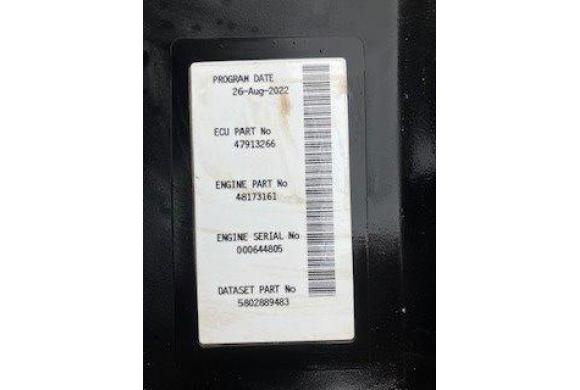 PROGRAM DATE
26-Aug-2022
ECU PART No
47913266
ENGINE PART No
48173161
ENGINE SERIAL No
000644805
DATASET PART No
5802889483